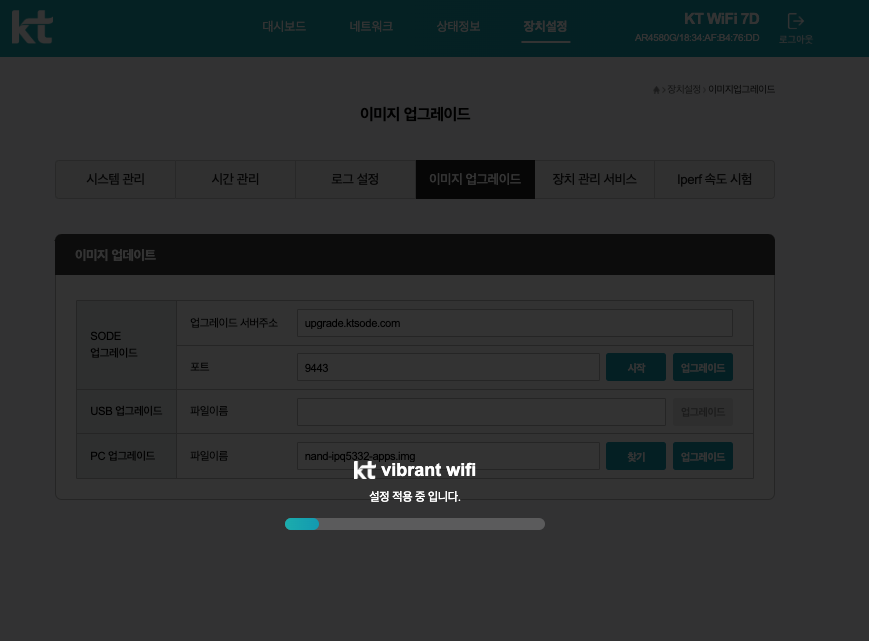 kt
대시보드 네트워크 상태정보 장치설정
KT WiFi 7D
AR4580G/18:34:AF:B4:76:DD
로그아웃
장치설정 > 이미지업그레이드
이미지 업그레이드
시스템 관리 시간 관리 로그 설정 이미지 업그레이드 장치 관리 서비스 Iperf 속도 시험
이미지 업데이트
SODE
업그레이드
업그레이드 서버주소 upgrade.ktsode.com
포트 9443 시작 업그레이드
USB 업그레이드 파일이름 업그레이드
PC 업그레이드 파일이름 nand-ipq5332-apps.img 찾기 업그레이드
kt vibrant wifi
설정 적용 중 입니다.